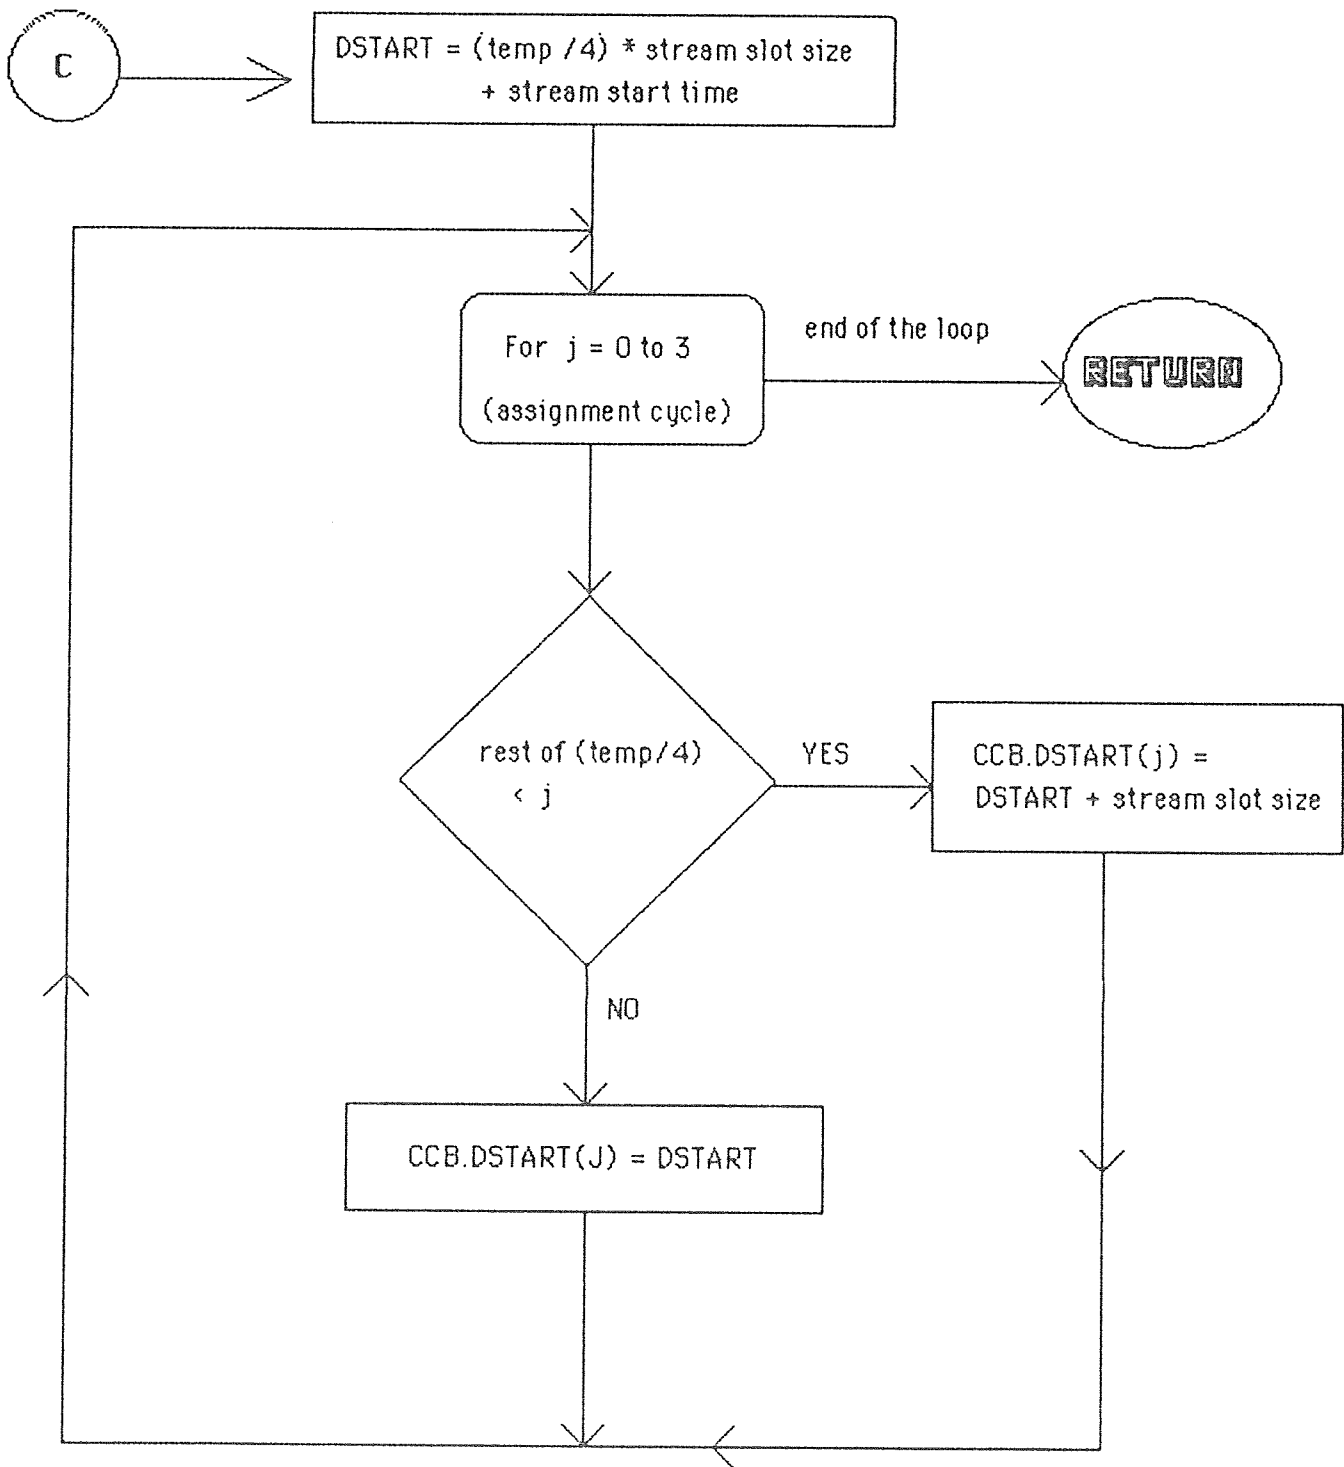 C
DSTART = (temp /4) * stream slot size
+ stream start time
For j = 0 to 3
(assignment cycle)
end of the loop
RETURN
rest of (temp/4)
< j
YES
CCB.DSTART(j) =
DSTART + stream slot size
NO
CCB.DSTART(J) = DSTART